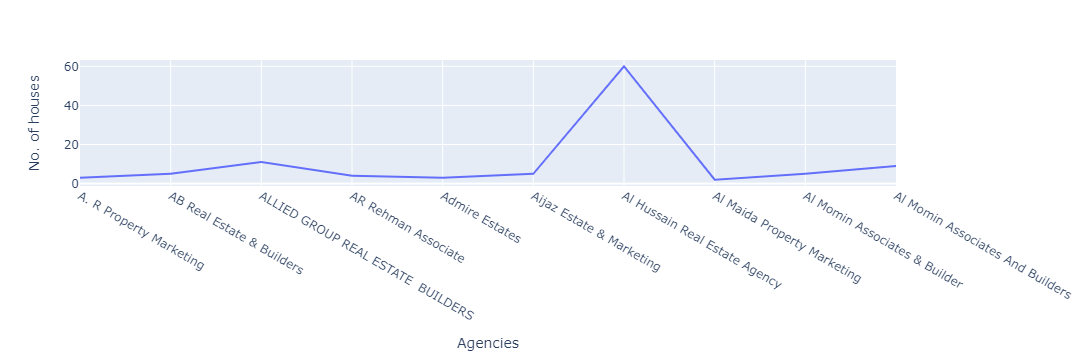 No. of houses
60
40
20
0
A. R Property Marketing
AB Real Estate & Builders
ALLIED GROUP REAL ESTATE  BUILDERS
AR Rehman Associate
Admire Estates
Aijaz Estate & Marketing
Al Hussain Real Estate Agency
Al Maida Property Marketing
Al Momin Associates & Builder
Al Momin Associates And Builders
Agencies